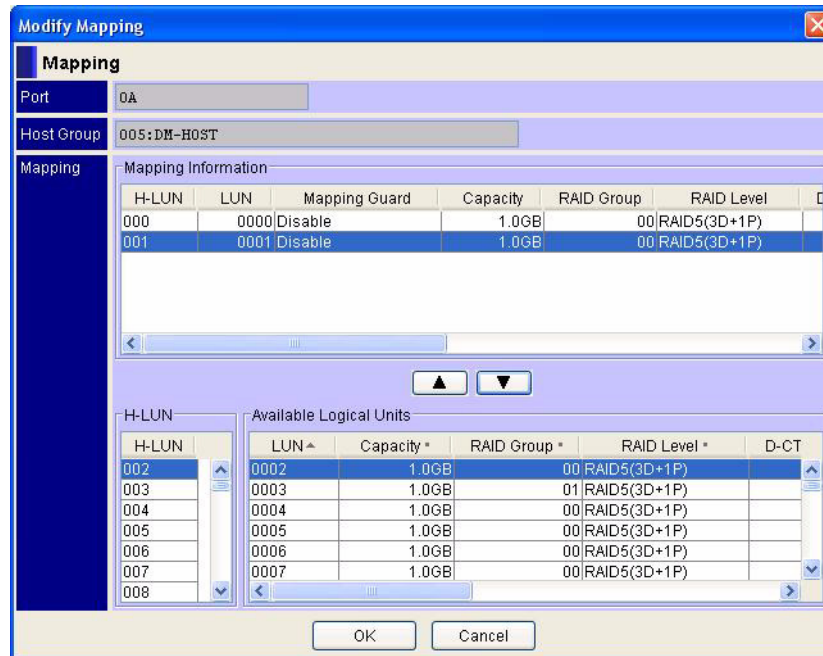 Modify Mapping
Mapping
Port 0A
Host Group 005:DM-HOST
Mapping Mapping Information
H-LUN LUN Mapping Guard Capacity RAID Group RAID Level D
000 0000 Disable 1.0GB 00 RAID5(3D+1P)
001 0001 Disable 1.0GB 00 RAID5(3D+1P)
H-LUN Available Logical Units
H-LUN LUN Capacity RAID Group RAID Level D-CT
002 0002 1.0GB 00 RAID5(3D+1P)
003 0003 1.0GB 01 RAID5(3D+1P)
004 0004 1.0GB 00 RAID5(3D+1P)
005 0005 1.0GB 00 RAID5(3D+1P)
006 0006 1.0GB 00 RAID5(3D+1P)
007 0007 1.0GB 00 RAID5(3D+1P)
008
OK Cancel